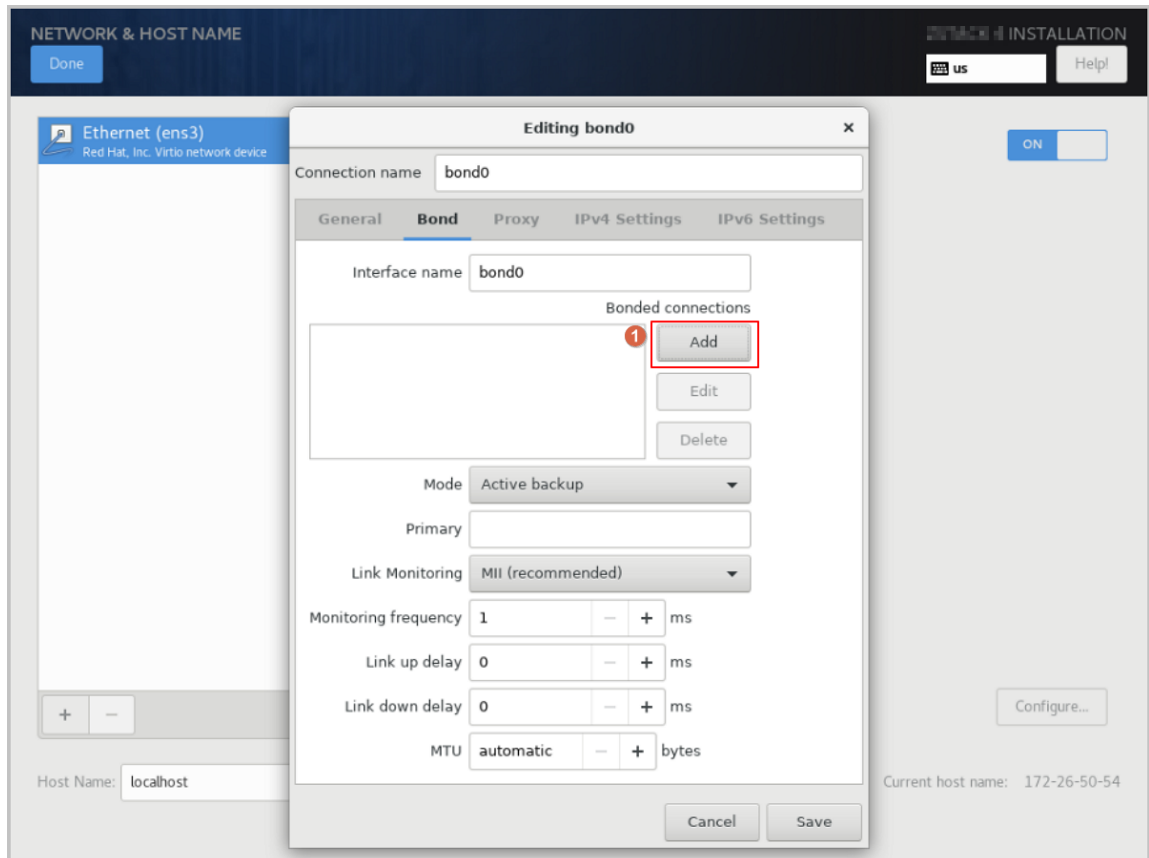 NETWORK & HOST NAME
INSTALLATION
Done
us
Help!
Ethernet (ens3)
Red Hat, Inc. Virtio network device
ON
Editing bond0
Connection name bond0
General Bond Proxy IPv4 Settings IPv6 Settings
Interface name bond0
Bonded connections
1 Add
Edit
Delete
Mode Active backup
Primary
Link Monitoring MII (recommended)
Monitoring frequency 1 ms
Link up delay 0 ms
Link down delay 0 ms
MTU automatic bytes
Configure...
Host Name: localhost
Current host name: 172-26-50-54
Cancel Save